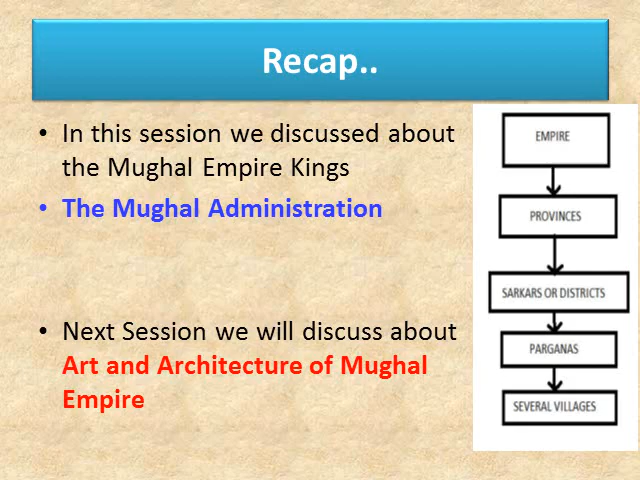 Recap..
• In this session we discussed about
the Mughal Empire Kings
• The Mughal Administration
• Next Session we will discuss about
Art and Architecture of Mughal
Empire
EMPIRE
PROVINCES
SARKARS OR DISTRICTS
PARGANAS
SEVERAL VILLAGES